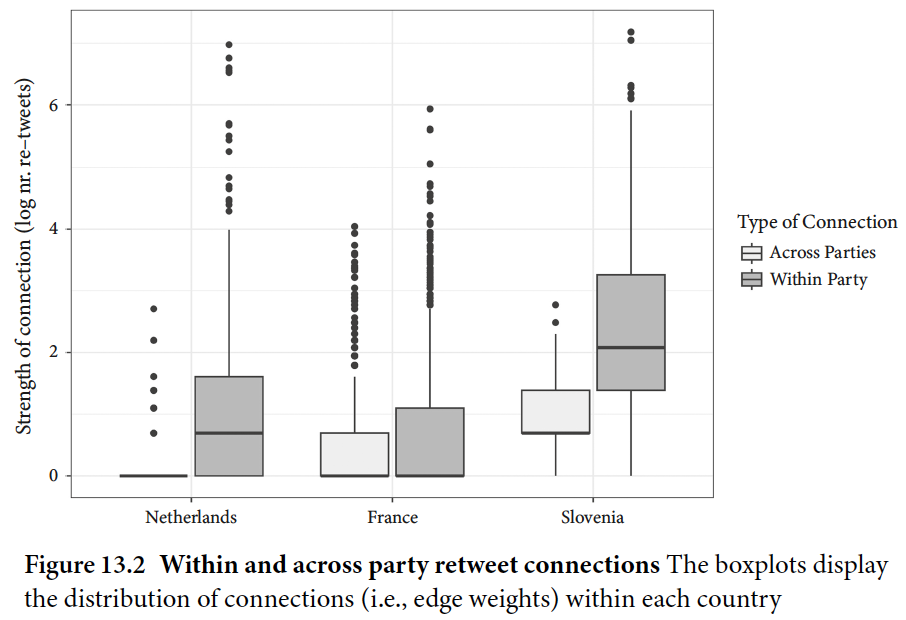 Strength of connection (log nr. re–tweets)
6
4
2
0
Netherlands
France
Slovenia
Type of Connection
Across Parties
Within Party
Figure 13.2 Within and across party retweet connections The boxplots display
the distribution of connections (i.e., edge weights) within each country